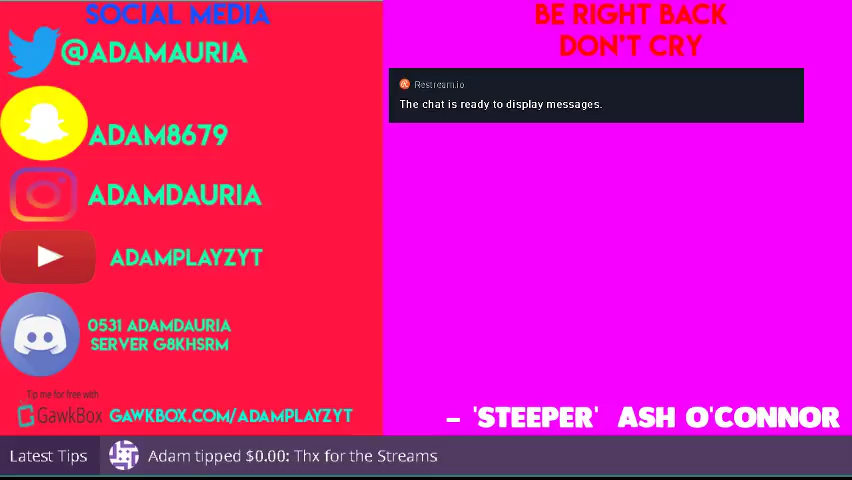 SOCIAL MEDIA
@ADAMAURIA
ADAM8679
ADAMDAURIA
ADAMPLAYZYT
0531 ADAMDAURIA
SERVER G8KHSRM
Tip me for free with
GawkBox
GAWKBOX.COM/ADAMPLAYZYT
BE RIGHT BACK
DON'T CRY
Restream.io
The chat is ready to display messages.
– 'STEEPER' ASH O'CONNOR
Latest Tips
Adam tipped $0.00: Thx for the Streams